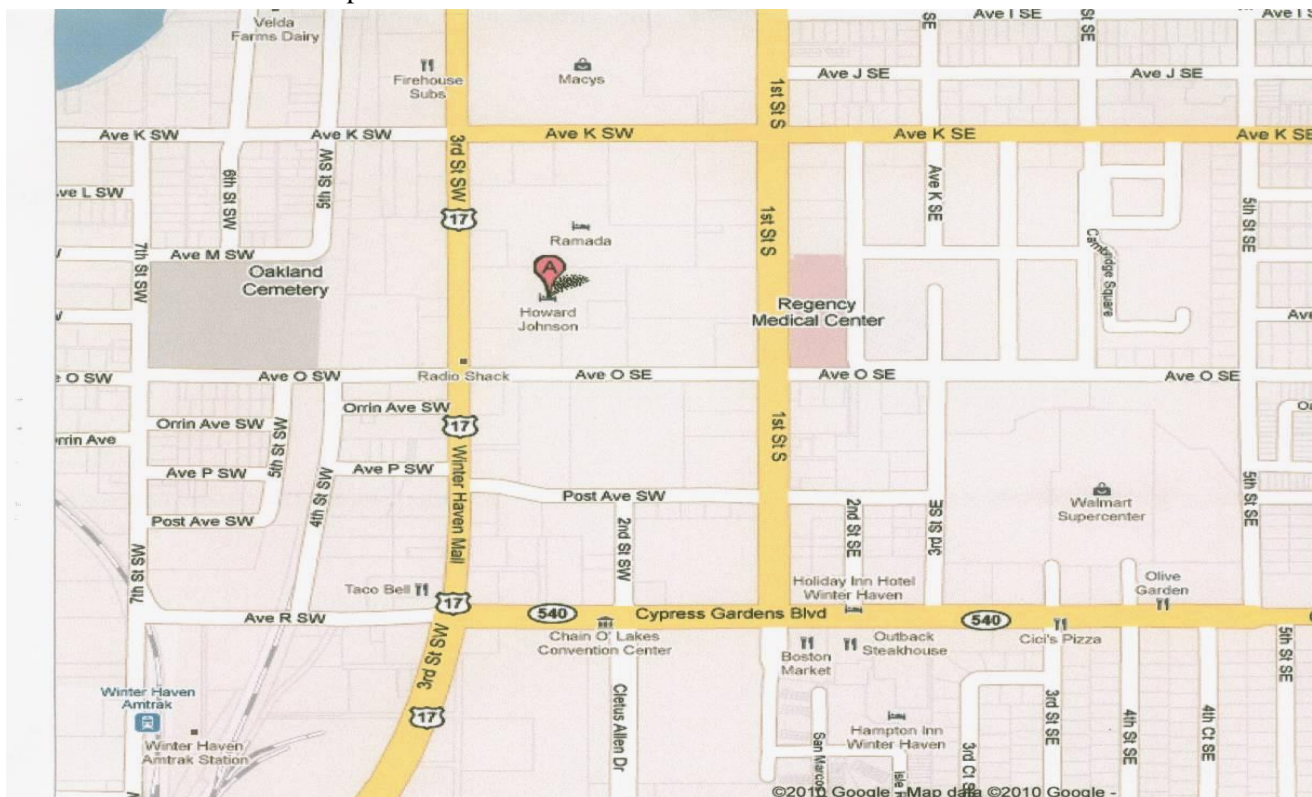 SE
Ave I SE
St SE
Ave I S
Velda
Farms Dairy
Firehouse
Subs
Macys
1st St S
Ave J SE
Ave J SE
Ave K SW
Ave K SW
Ave K SW
Ave K SE
Ave K SE
3rd St SW
6th St SW
5th St SW
Ave K SE
ve L SW
17
1st St S
5th St SE
Ramada
7th St SW
Ave M SW
Oakland
Cemetery
A
Cambridge Square
Howard
Johnson
Regency
Medical Center
Ave
e O SW
Ave O SW
Radio Shack
Ave O SE
Ave O SE
Ave O SE
Orrin Ave SW
Orrin Ave SW
17
1st St S
rrin Ave
5th St SW
Ave P SW
Ave P SW
Winter Haven Mall
Post Ave SW
Post Ave SW
4th St SW
2nd St SW
2nd St SE
3rd St SE
Walmart
Supercenter
5th St SE
7th St SW
Taco Bell
Holiday Inn Hotel
Winter Haven
Olive
Garden
17
Ave R SW
540
Cypress Gardens Blvd
540
Chain O' Lakes
Convention Center
Boston
Market
Outback
Steakhouse
Cici's Pizza
5th St SE
3rd St SW
17
Winter Haven
Amtrak
Winter Haven
Amtrak Station
Cletus Allen Dr
San Marcos
Hampton Inn
Winter Haven
3rd Ct S
3rd St SE
4th St SE
4th Ct SE
©2010 Google - Map data ©2010 Google -